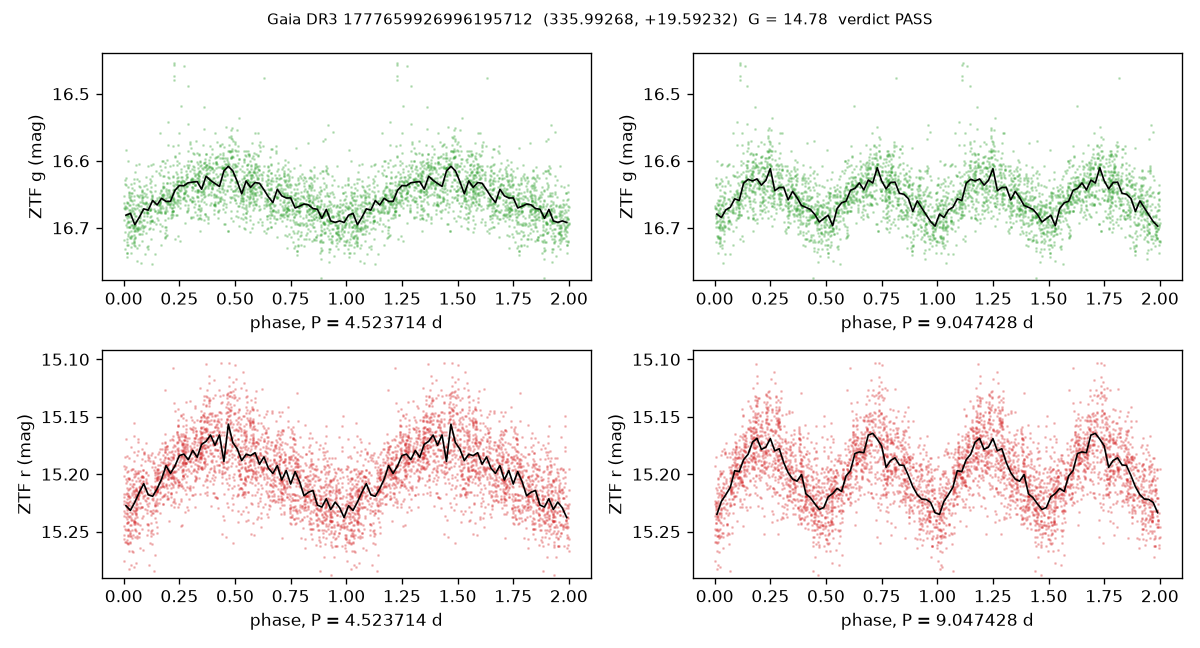 Gaia DR3 1777659926996195712 (335.99268, +19.59232) G = 14.78 verdict PASS
ZTF g (mag)
16.5
16.6
16.7
0.00 0.25 0.50 0.75 1.00 1.25 1.50 1.75 2.00
phase, P = 4.523714 d
ZTF g (mag)
16.5
16.6
16.7
0.00 0.25 0.50 0.75 1.00 1.25 1.50 1.75 2.00
phase, P = 9.047428 d
ZTF r (mag)
15.10
15.15
15.20
15.25
0.00 0.25 0.50 0.75 1.00 1.25 1.50 1.75 2.00
phase, P = 4.523714 d
ZTF r (mag)
15.10
15.15
15.20
15.25
0.00 0.25 0.50 0.75 1.00 1.25 1.50 1.75 2.00
phase, P = 9.047428 d